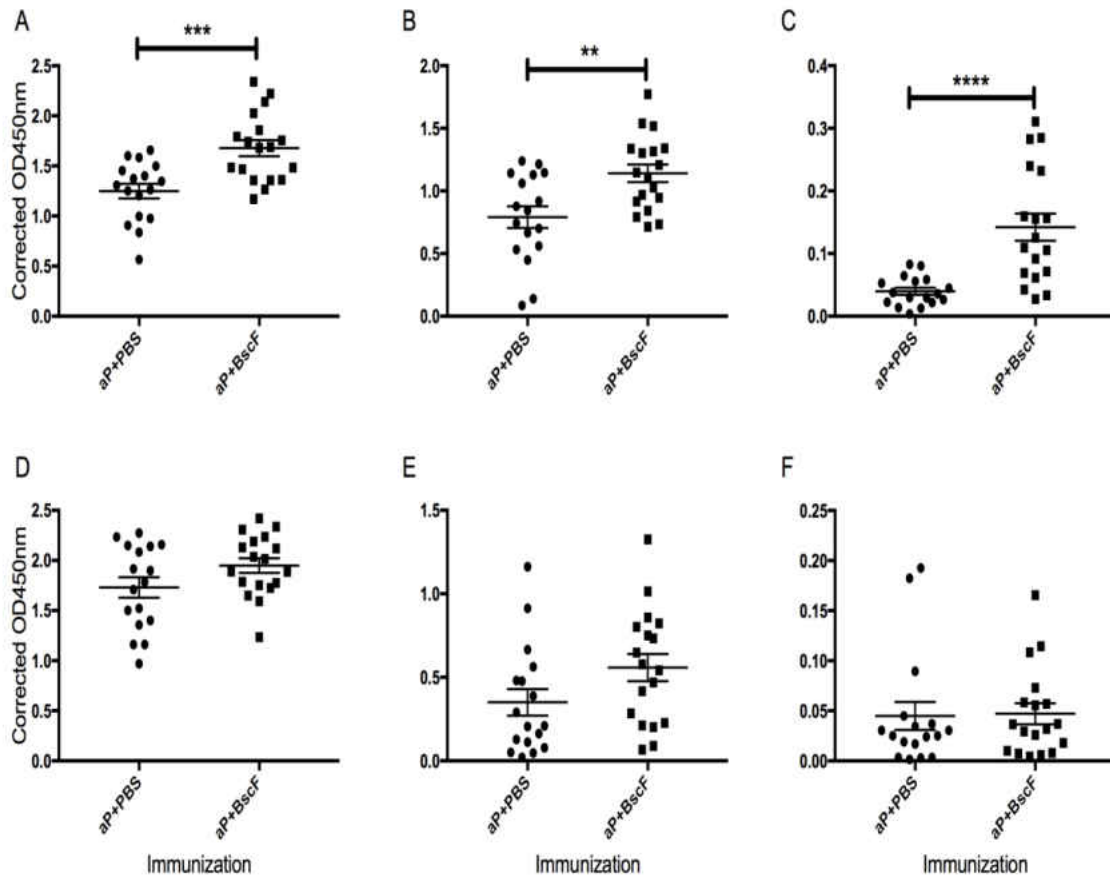 A
B
C
***
**
****
Corrected OD450nm
2.5
2.0
1.5
1.0
0.5
0.0
2.0
1.5
1.0
0.5
0.0
0.4
0.3
0.2
0.1
0.0
aP+PBS
aP+BscF
aP+PBS
aP+BscF
aP+PBS
aP+BscF
D
E
F
Corrected OD450nm
2.5
2.0
1.5
1.0
0.5
0.0
1.5
1.0
0.5
0.0
0.25
0.20
0.15
0.10
0.05
0.00
aP+PBS
aP+BscF
aP+PBS
aP+BscF
aP+PBS
aP+BscF
Immunization
Immunization
Immunization